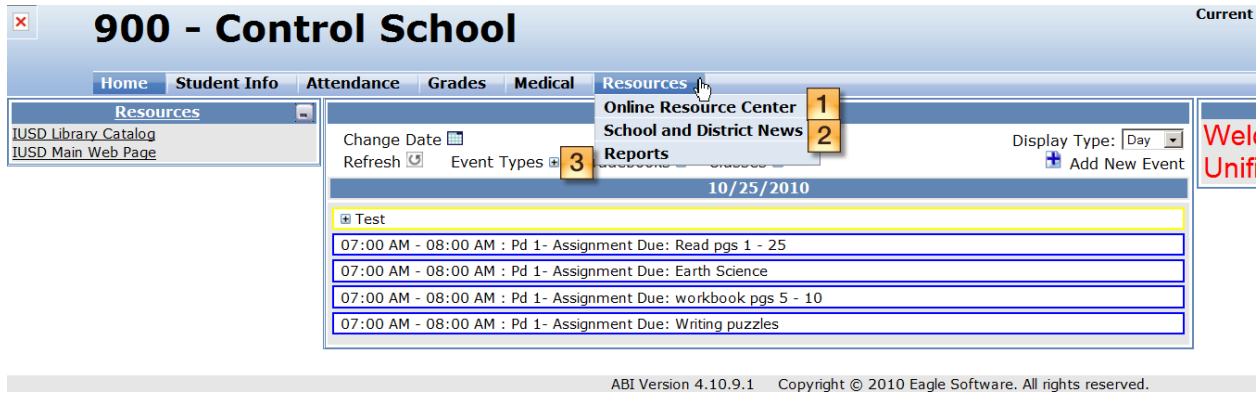 Current
900 - Control School
Home Student Info Attendance Grades Medical Resources
Online Resource Center 1
School and District News 2
Reports
Resources
IUSD Library Catalog
IUSD Main Web Page
Change Date
Display Type: Day
Refresh Event Types 3
Add New Event
10/25/2010
Test
07:00 AM - 08:00 AM : Pd 1- Assignment Due: Read pgs 1 - 25
07:00 AM - 08:00 AM : Pd 1- Assignment Due: Earth Science
07:00 AM - 08:00 AM : Pd 1- Assignment Due: workbook pgs 5 - 10
07:00 AM - 08:00 AM : Pd 1- Assignment Due: Writing puzzles
Wel
Unifi
ABI Version 4.10.9.1 Copyright © 2010 Eagle Software. All rights reserved.